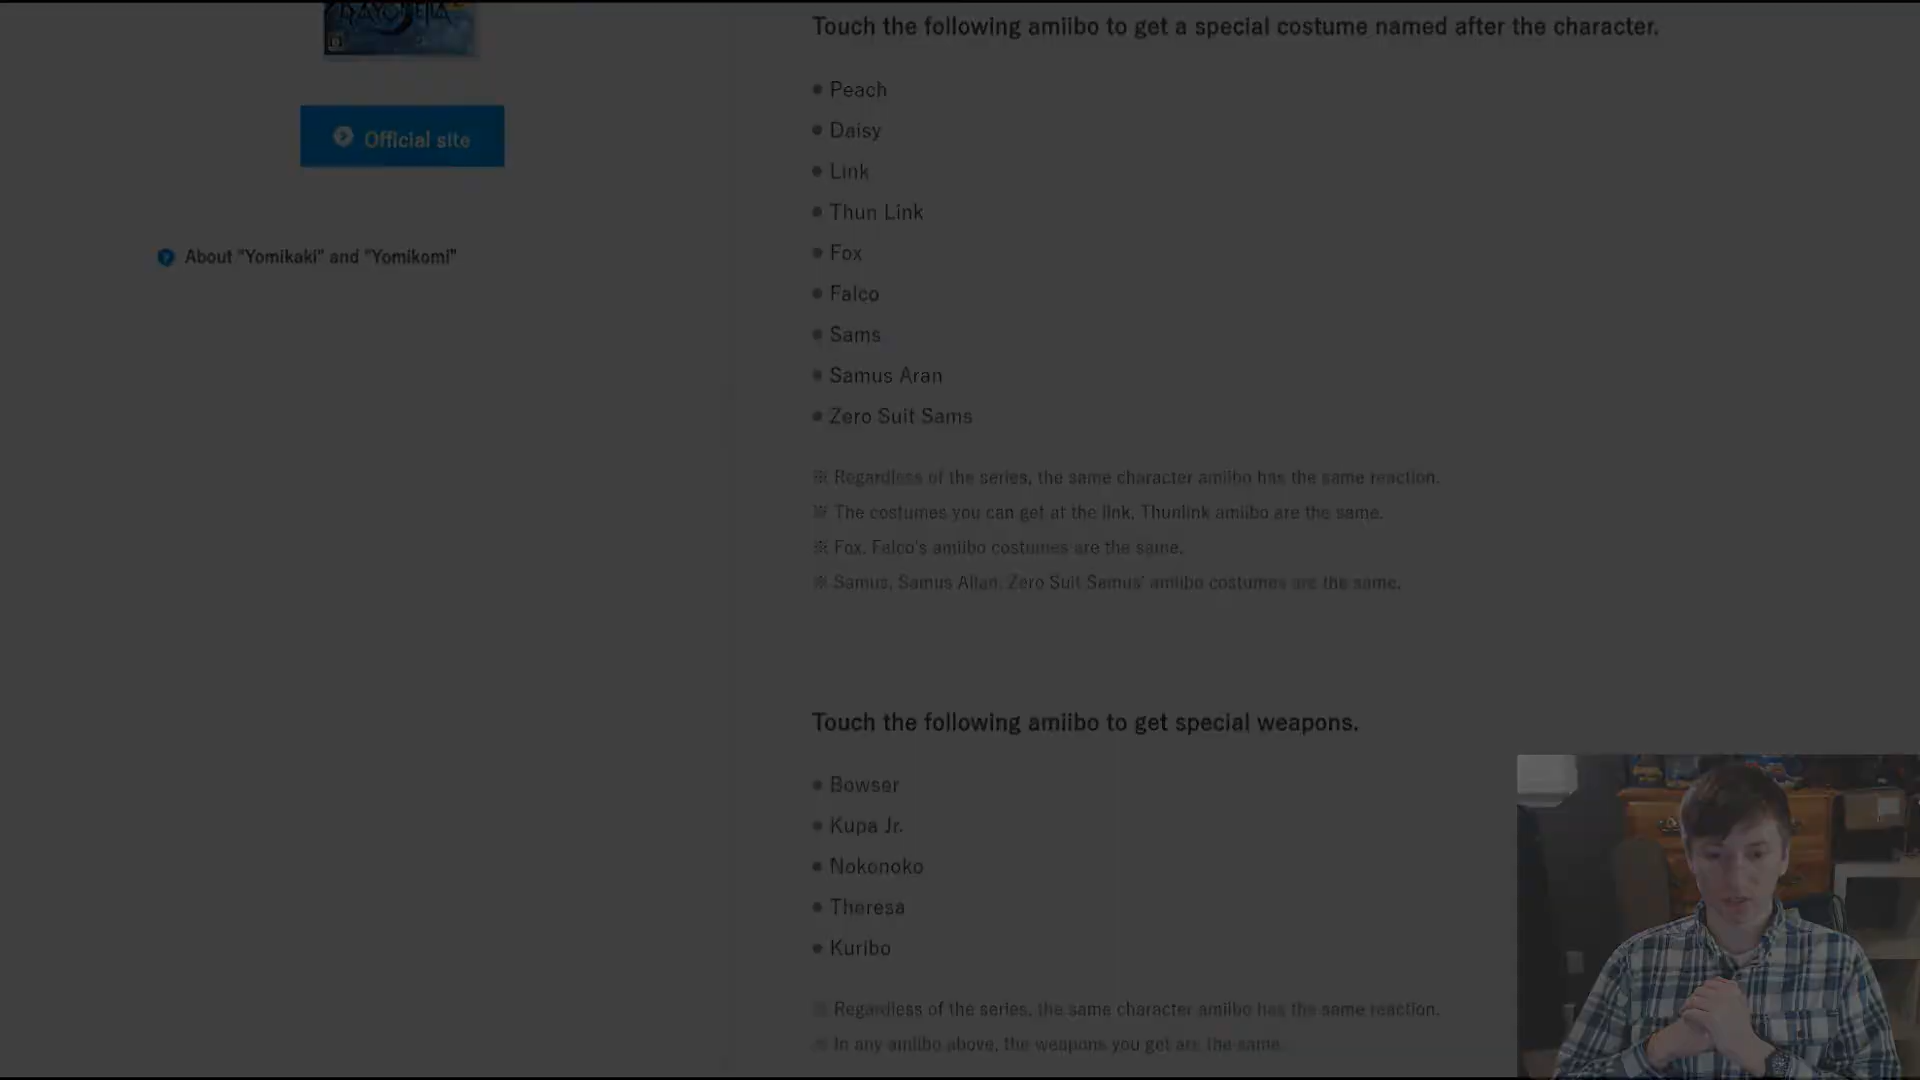 BAYONETTA
Official site
About "Yomikaki" and "Yomikomi"
Touch the following amiibo to get a special costume named after the character.
Peach
Daisy
Link
Thun Link
Fox
Falco
Sams
Samus Aran
Zero Suit Sams
※ Regardless of the series, the same character amiibo has the same reaction.
※ The costumes you can get at the link, Thunlink amiibo are the same.
※ Fox, Falco's amiibo costumes are the same.
※ Samus, Samus Allan, Zero Suit Samus' amiibo costumes are the same.
Touch the following amiibo to get special weapons.
Bowser
Kupa Jr.
Nokonoko
Theresa
Kuribo
※ Regardless of the series, the same character amiibo has the same reaction.
※ In any amiibo above, the weapons you get are the same.